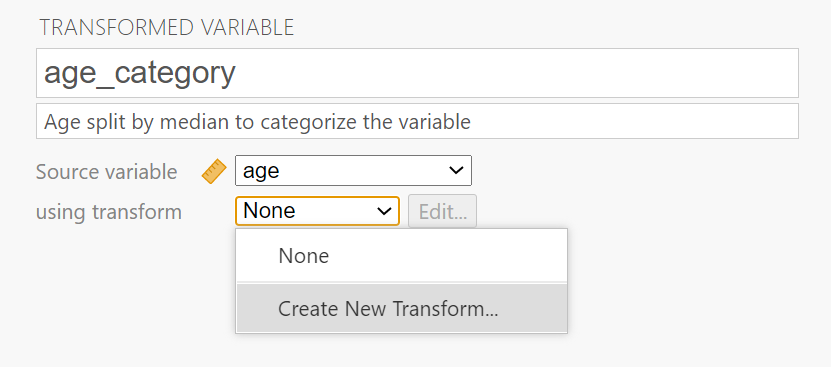 TRANSFORMED VARIABLE
age_category
Age split by median to categorize the variable
Source variable age
using transform None Edit...
None
Create New Transform...